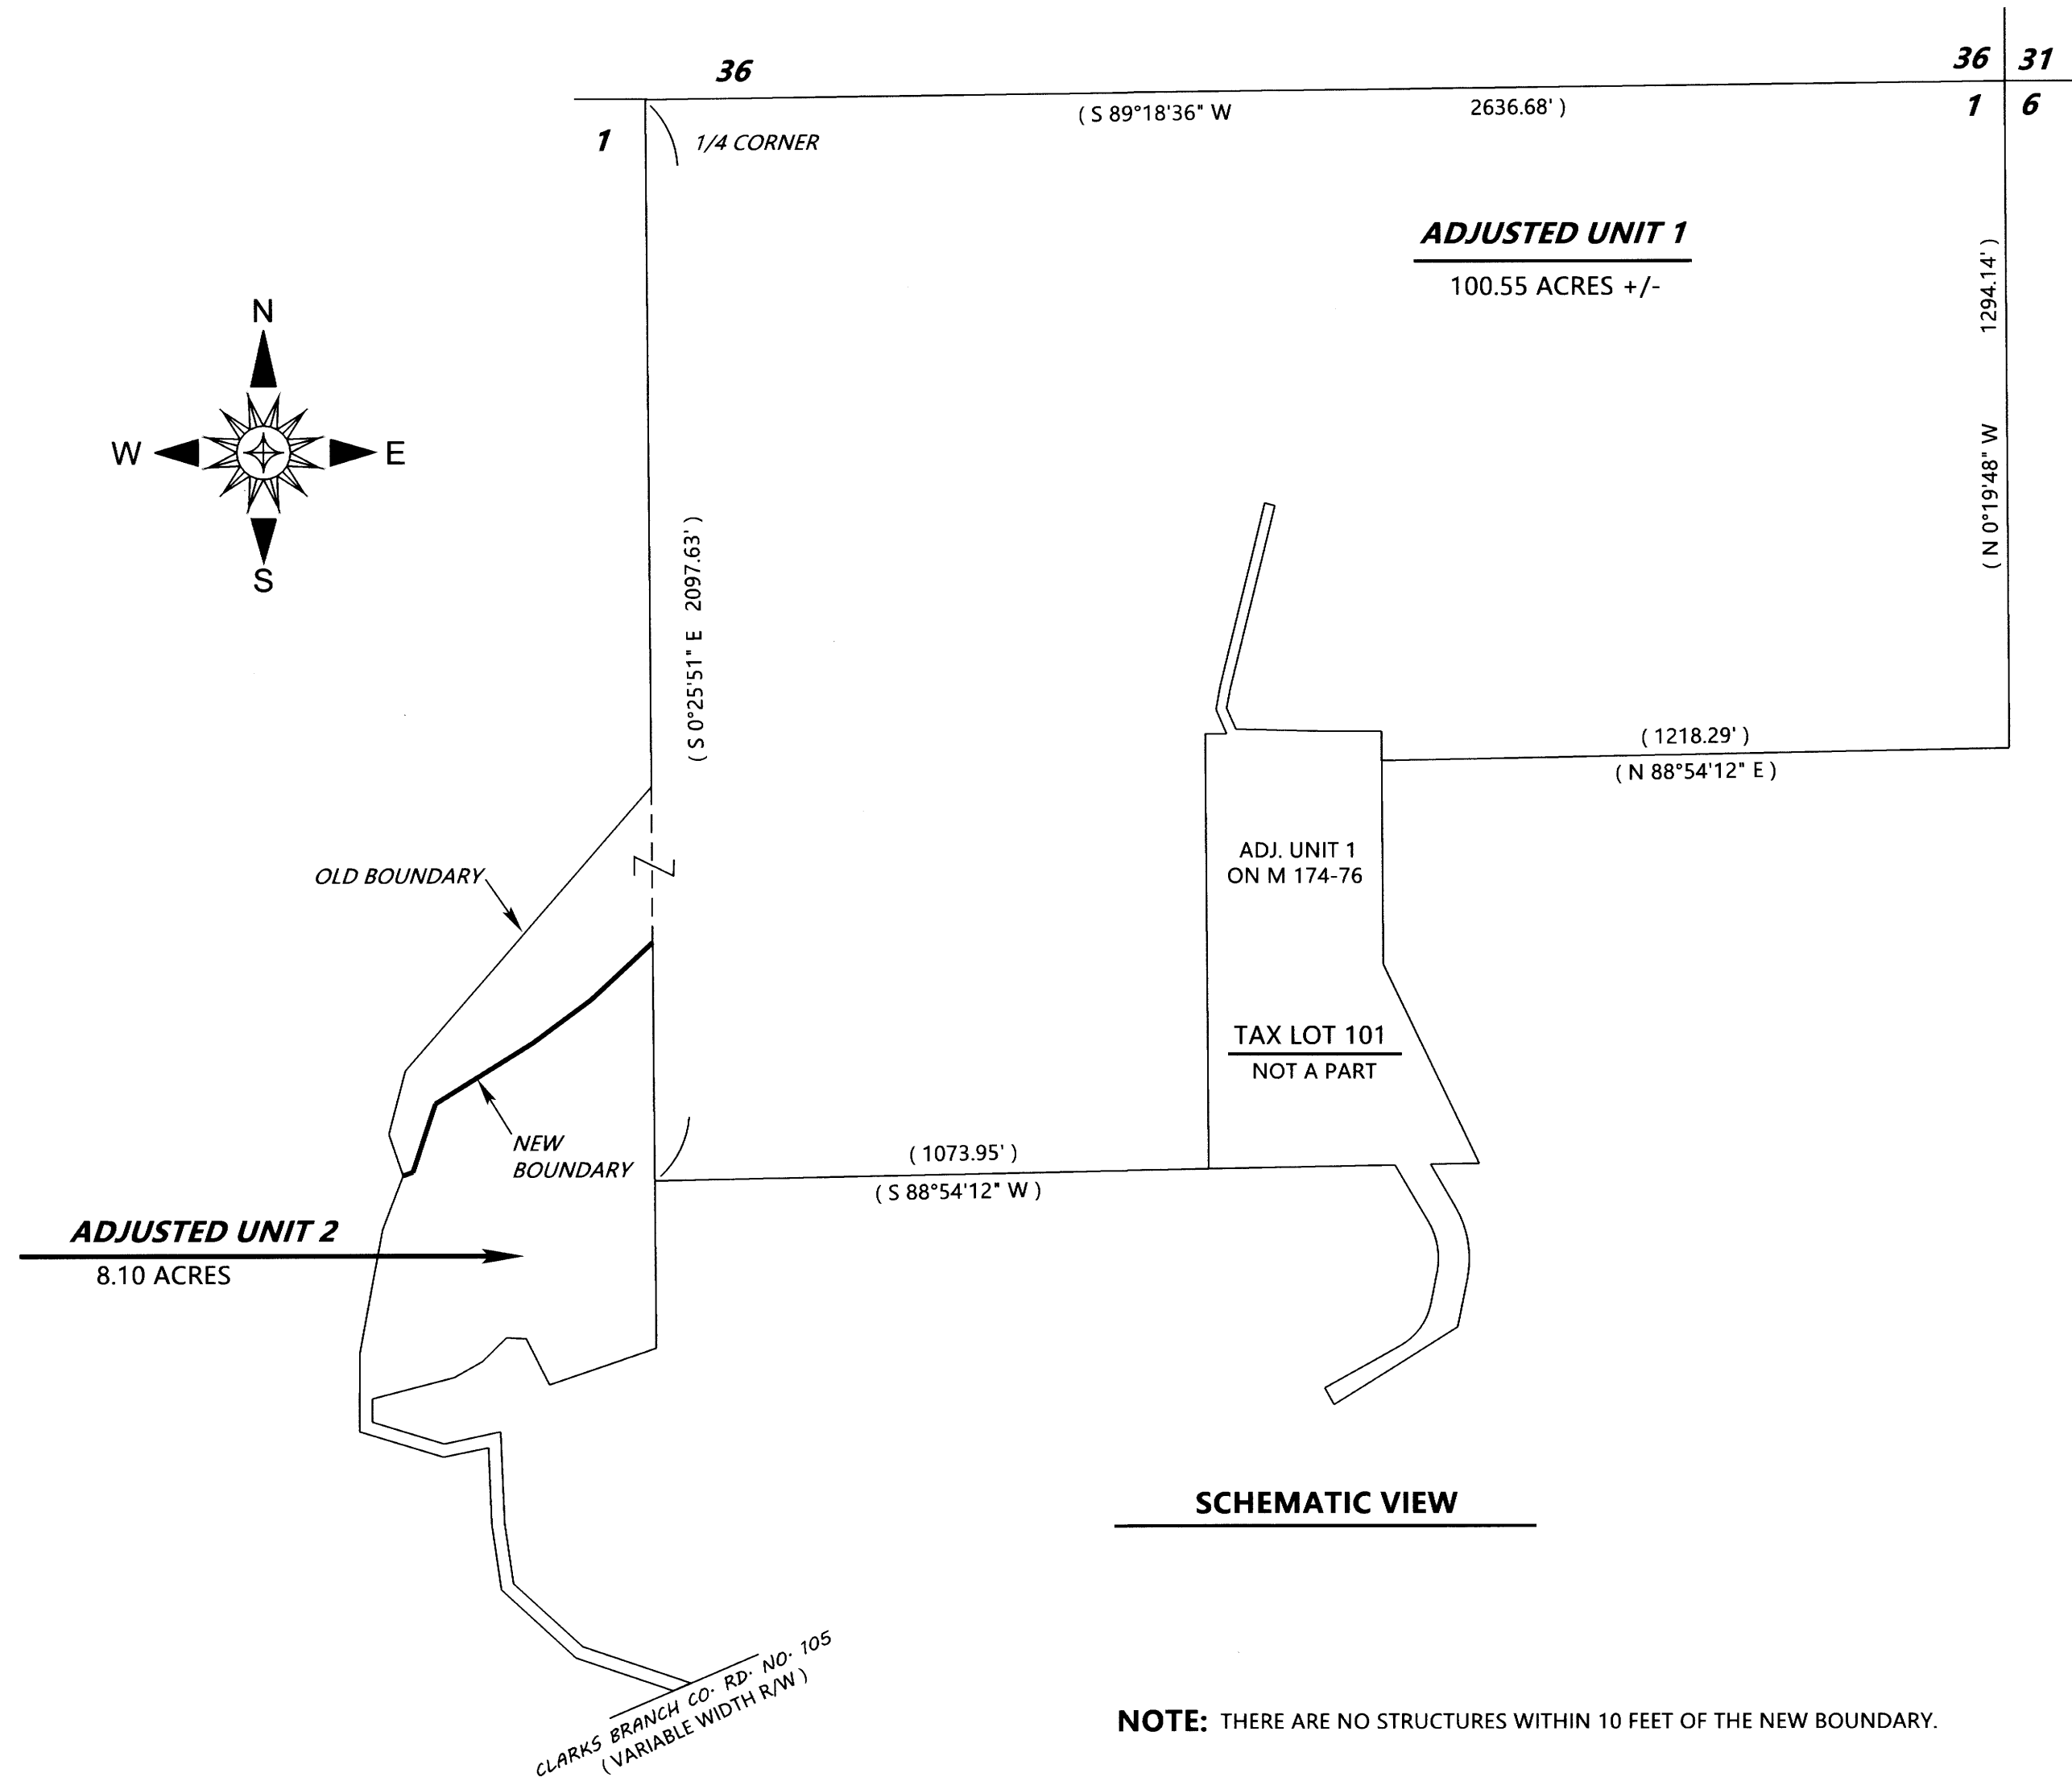 36
36
31
( S 89°18'36" W 2636.68' )
1
6
1
1/4 CORNER
ADJUSTED UNIT 1
100.55 ACRES +/-
( N 0°19'48" W 1294.14' )
N
W
E
S
( S 0°25'51" E 2097.63' )
( 1218.29' )
( N 88°54'12" E )
OLD BOUNDARY
ADJ. UNIT 1
ON M 174-76
TAX LOT 101
NOT A PART
NEW
BOUNDARY
( 1073.95' )
( S 88°54'12" W )
ADJUSTED UNIT 2
8.10 ACRES
SCHEMATIC VIEW
CLARKS BRANCH CO. RD. NO. 105
( VARIABLE WIDTH R/W )
NOTE: THERE ARE NO STRUCTURES WITHIN 10 FEET OF THE NEW BOUNDARY.